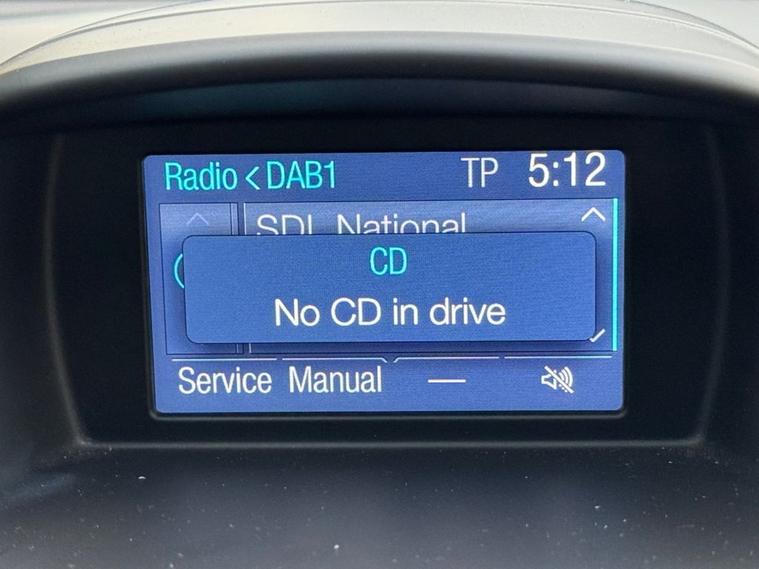 Radio < DAB1 TP 5:12
SDL National
CD
No CD in drive
Service Manual —